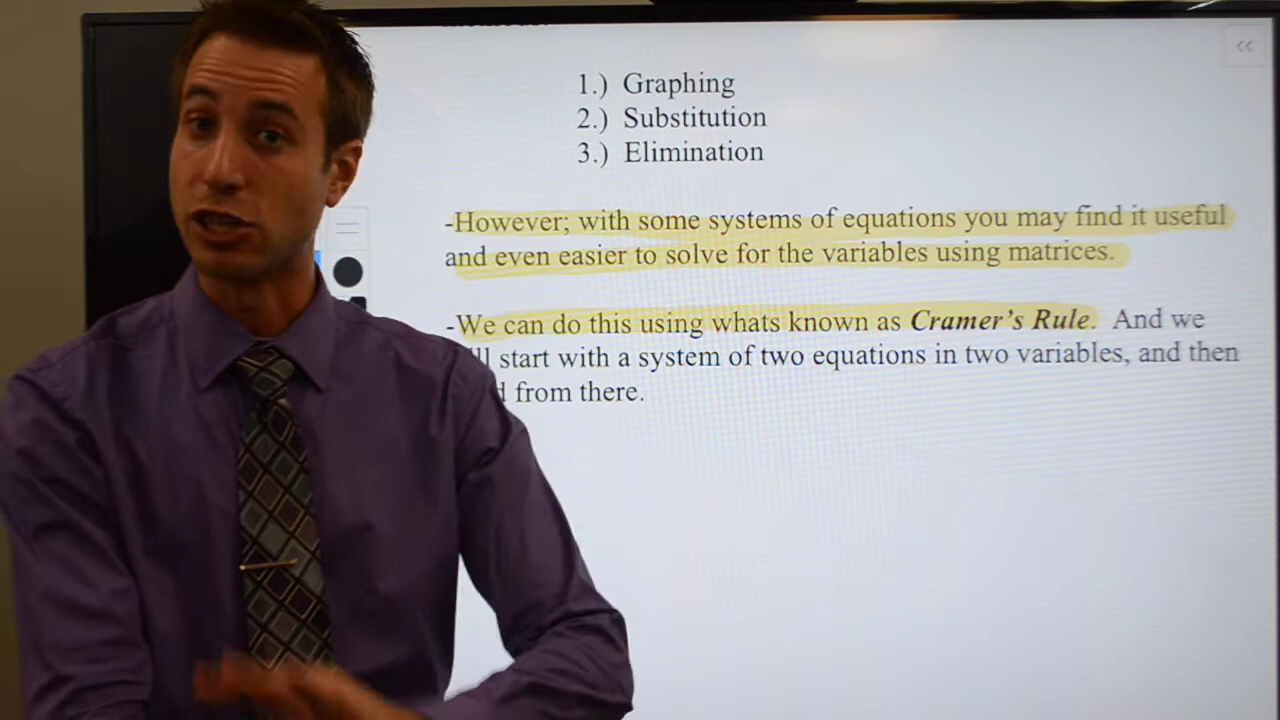 1.) Graphing
2.) Substitution
3.) Elimination
-However; with some systems of equations you may find it useful
and even easier to solve for the variables using matrices.
-We can do this using whats known as Cramer's Rule. And we
start with a system of two equations in two variables, and then
from there.